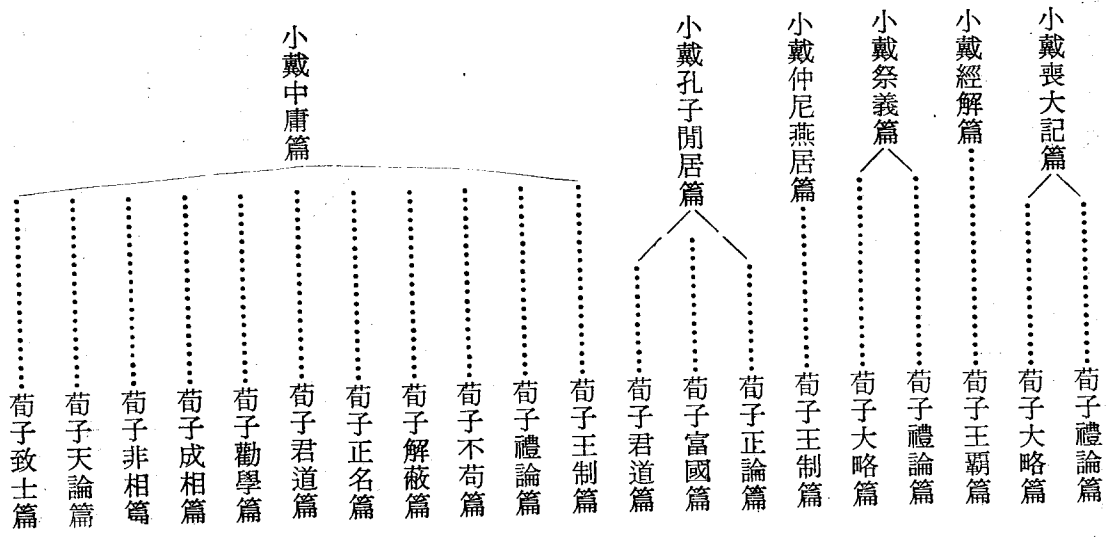 小戴喪大記篇
荀子禮論篇
荀子大略篇
小戴經解篇
荀子王霸篇
小戴祭義篇
荀子禮論篇
荀子大略篇
小戴仲尼燕居篇
荀子王制篇
小戴孔子閒居篇
荀子正論篇
荀子富國篇
荀子君道篇
小戴中庸篇
荀子王制篇
荀子禮論篇
荀子不苟篇
荀子解蔽篇
荀子正名篇
荀子君道篇
荀子勸學篇
荀子成相篇
荀子非相篇
荀子天論篇
荀子致士篇